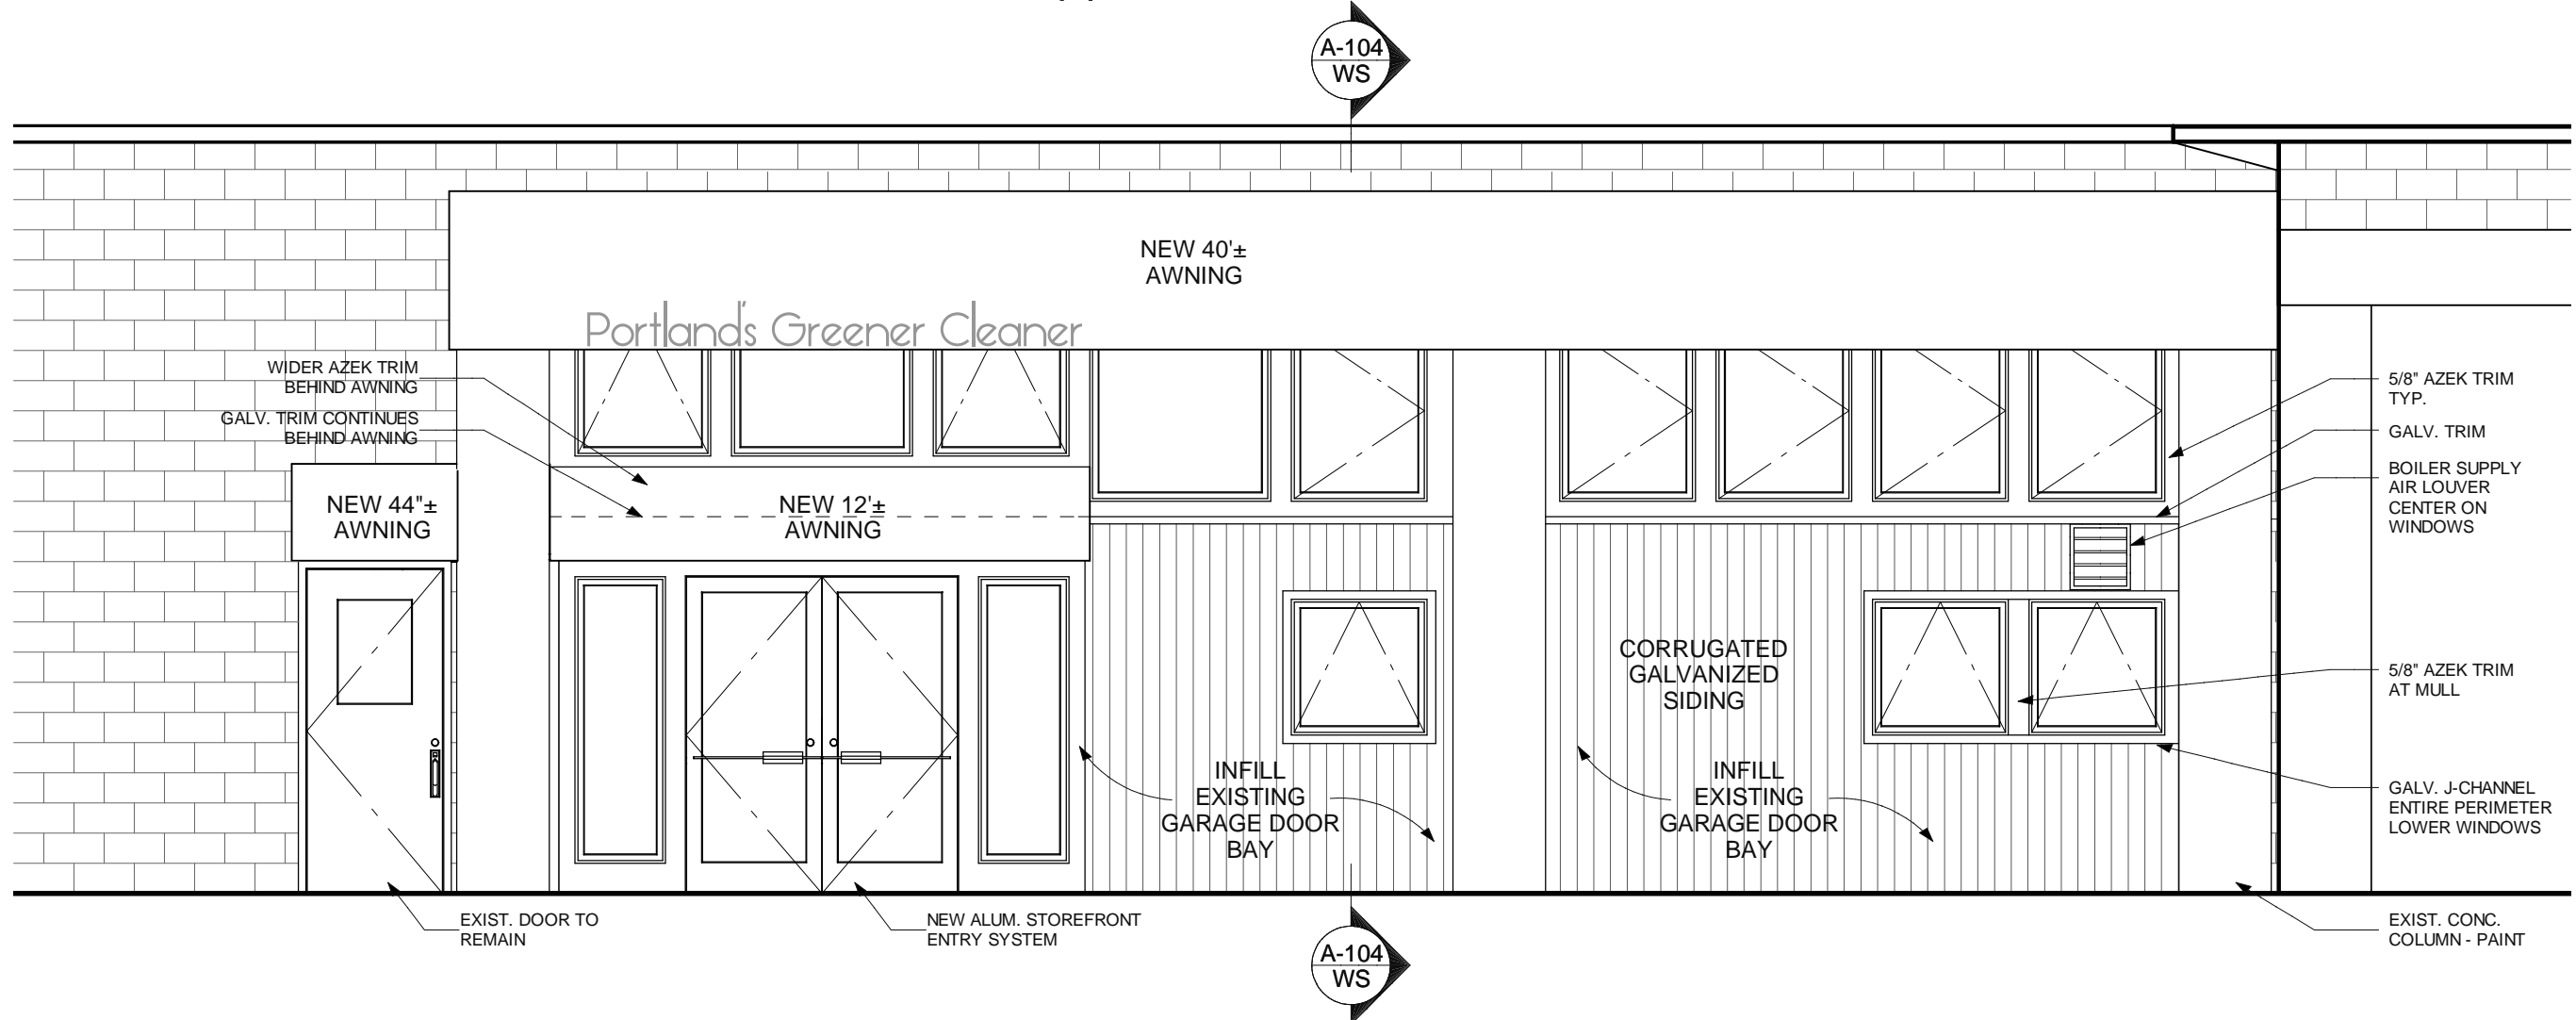 A-104
WS
NEW 40'±
AWNING
Portland's Greener Cleaner
WIDER AZEK TRIM
BEHIND AWNING
GALV. TRIM CONTINUES
BEHIND AWNING
NEW 44"±
AWNING
NEW 12'±
AWNING
5/8" AZEK TRIM
TYP.
GALV. TRIM
BOILER SUPPLY
AIR LOUVER
CENTER ON
WINDOWS
CORRUGATED
GALVANIZED
SIDING
5/8" AZEK TRIM
AT MULL
INFILL
EXISTING
GARAGE DOOR
BAY
INFILL
EXISTING
GARAGE DOOR
BAY
GALV. J-CHANNEL
ENTIRE PERIMETER
LOWER WINDOWS
EXIST. DOOR TO
REMAIN
NEW ALUM. STOREFRONT
ENTRY SYSTEM
EXIST. CONC.
COLUMN - PAINT
A-104
WS